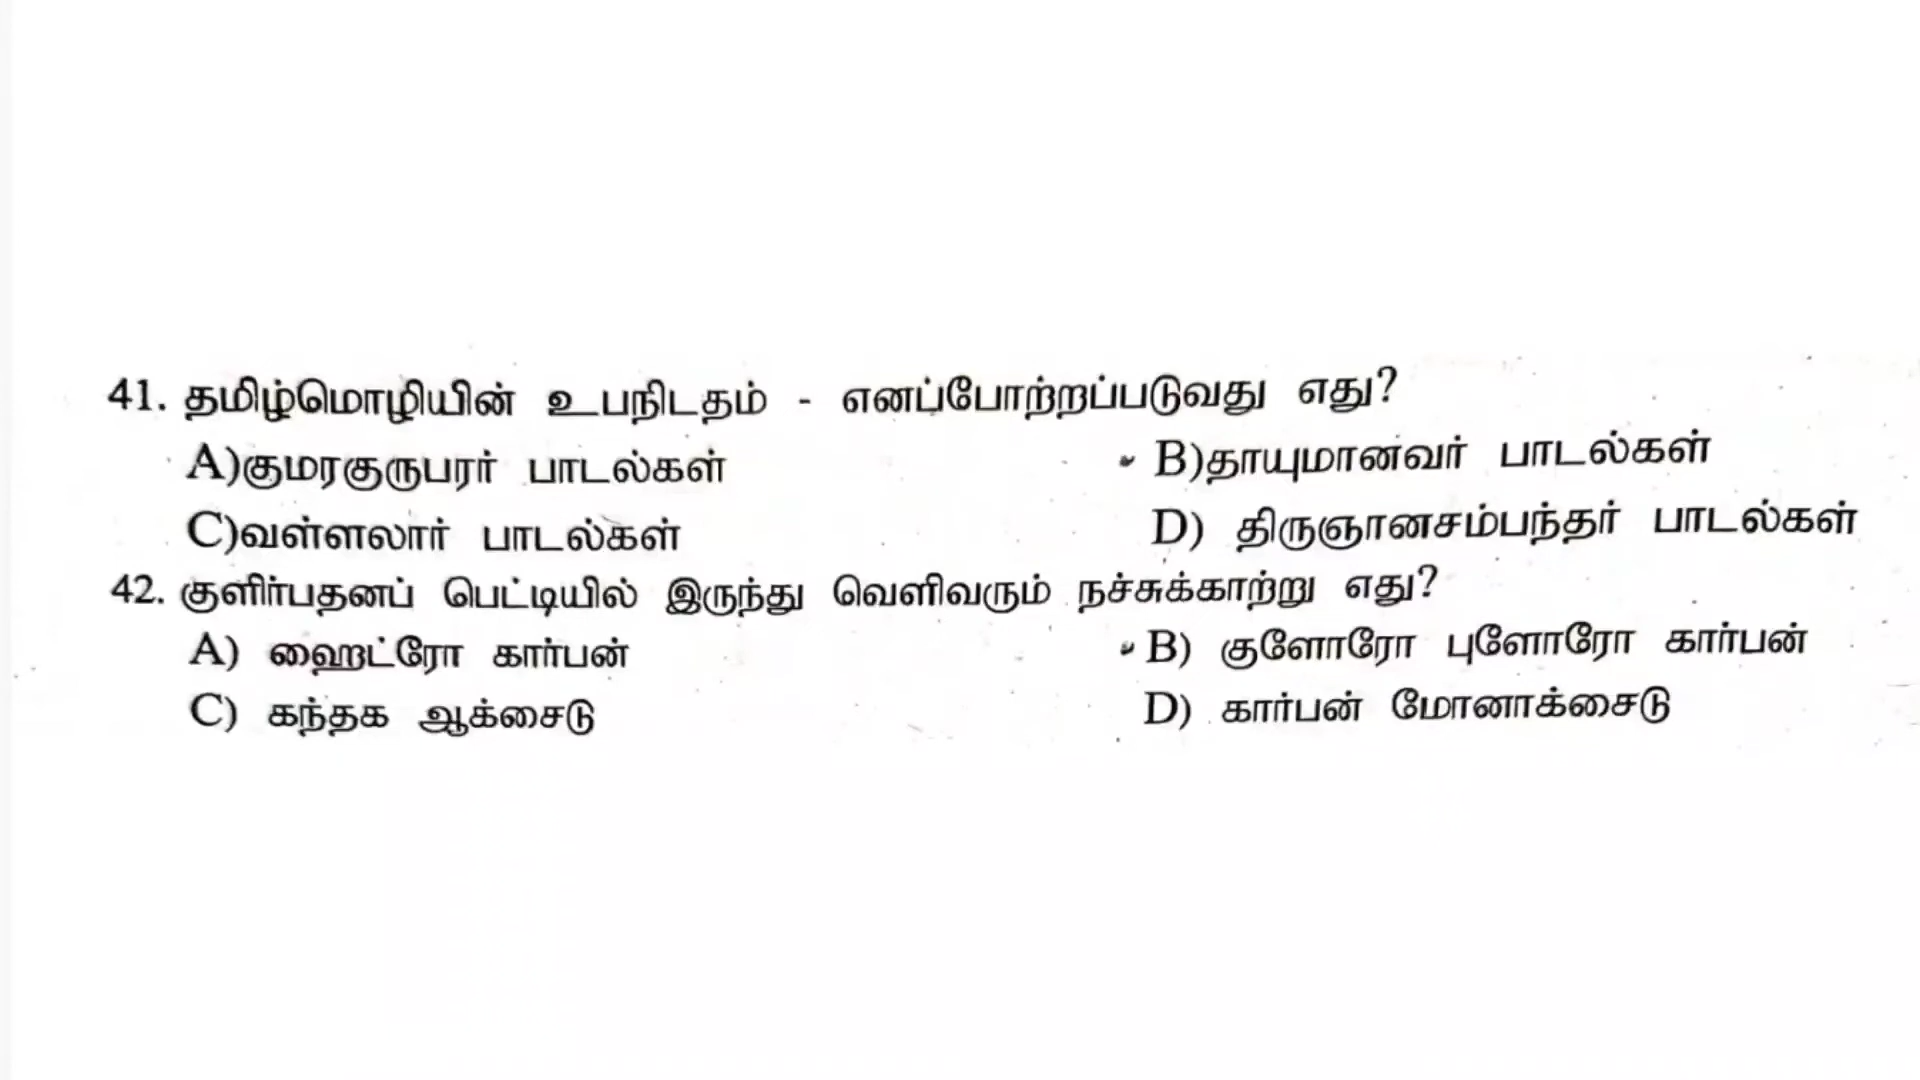 41. தமிழ்மொழியின் உபநிடதம் - எனப்போற்றப்படுவது எது?
A)குமரகுருபரர் பாடல்கள் B)தாயுமானவர் பாடல்கள்
C)வள்ளலார் பாடல்கள் D) திருஞானசம்பந்தர் பாடல்கள்
42. குளிர்பதனப் பெட்டியில் இருந்து வெளிவரும் நச்சுக்காற்று எது?
A) ஹைட்ரோ கார்பன் B) குளோரோ புளோரோ கார்பன்
C) கந்தக ஆக்சைடு D) கார்பன் மோனாக்சைடு